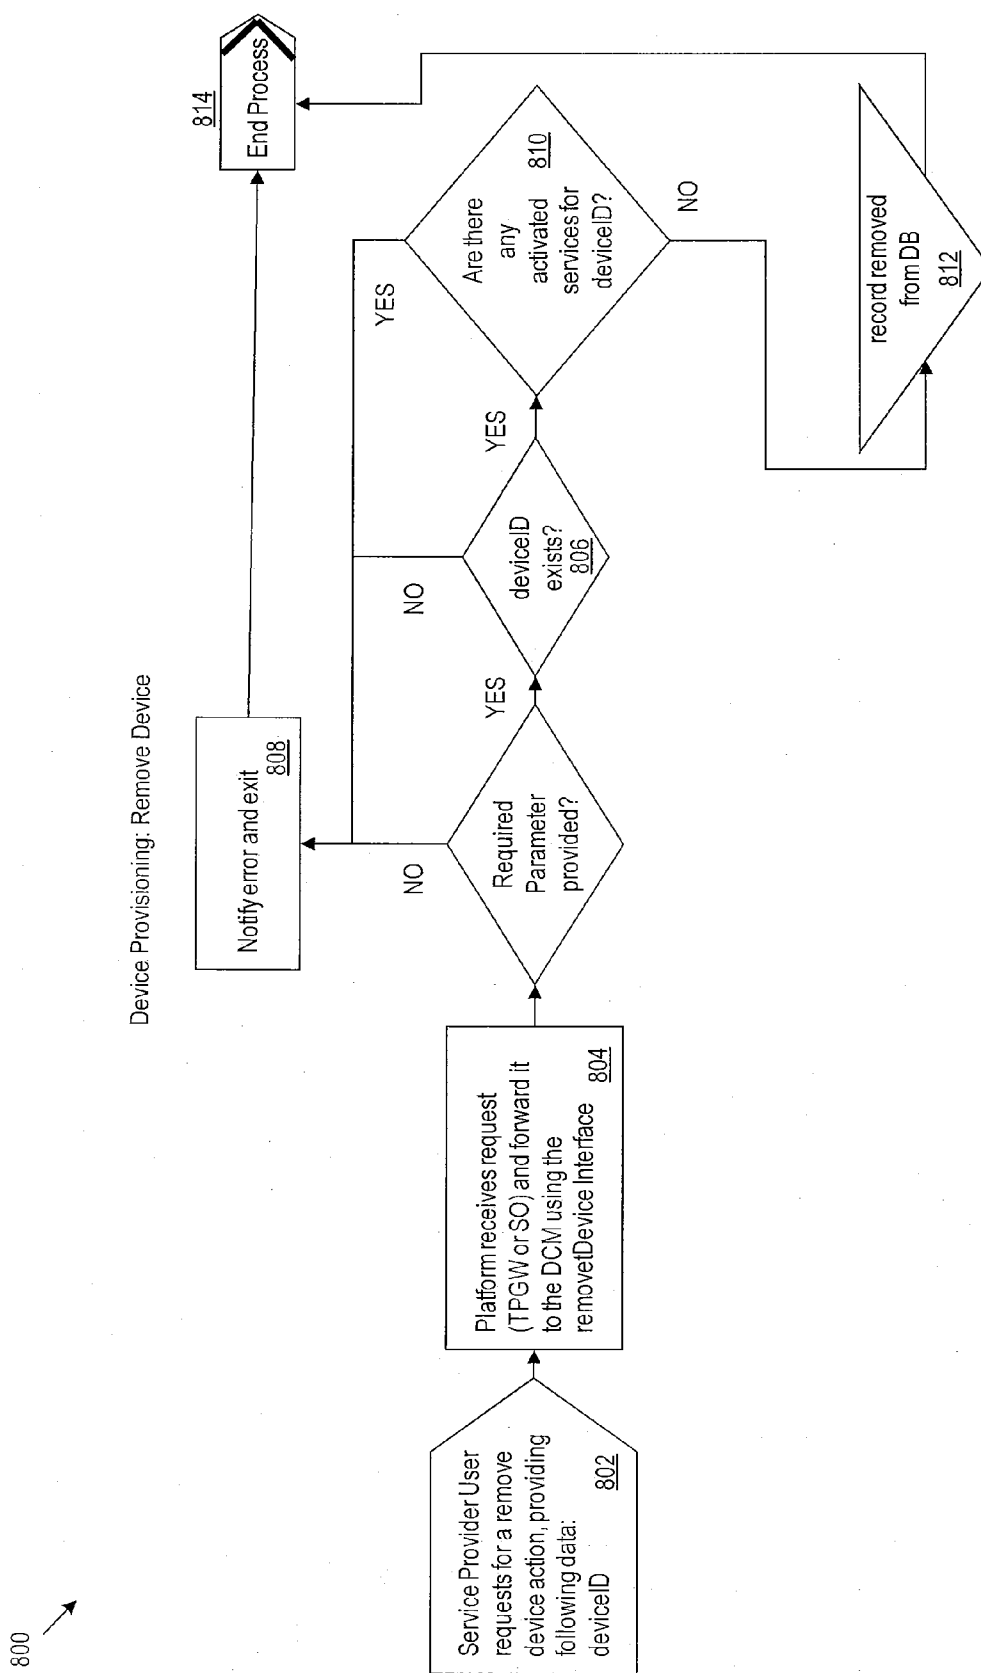 800
Device Provisioning: Remove Device
Service Provider User
requests for a remove
device action, providing
following data:
deviceID
802
Platform receives request
(TPGW or SO) and forward it
to the DCM using the
removetDevice Interface
804
Required
Parameter
provided?
NO
YES
Notify error and exit
808
deviceID
exists?
806
NO
YES
Are there
any
activated
services for
deviceID?
810
YES
NO
record removed
from DB
812
814
End Process